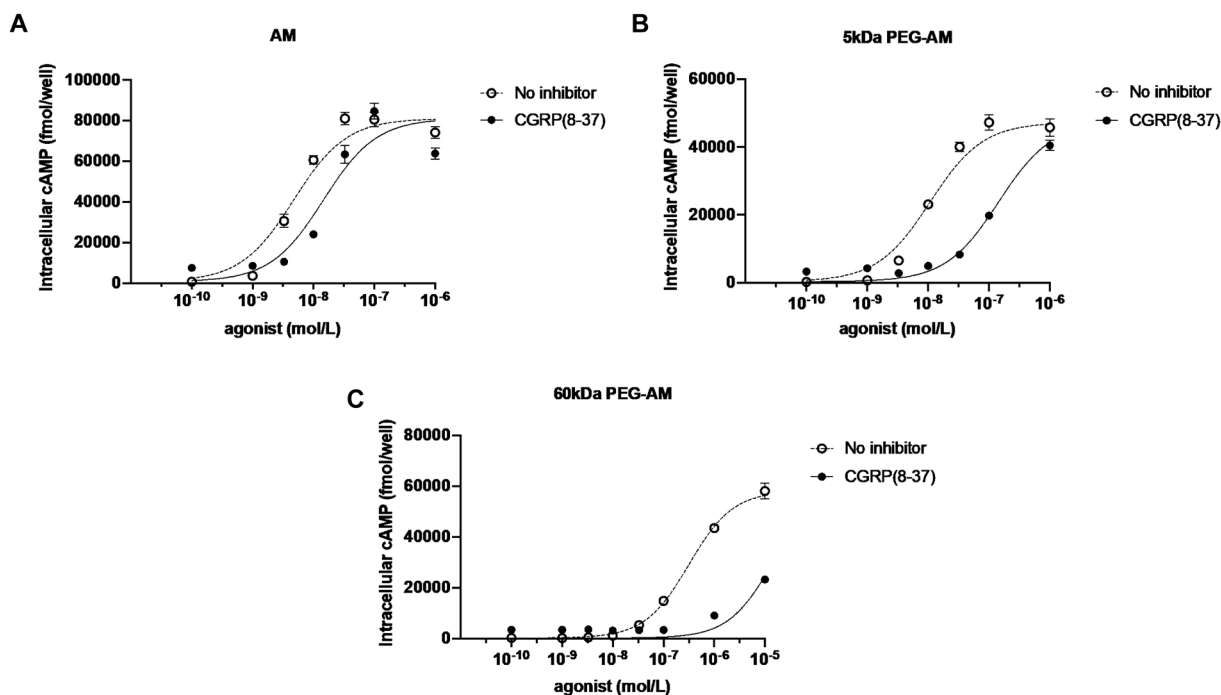 A
AM
Intracellular cAMP (fmol/well)
100000
80000
60000
40000
20000
0
10-10
10-9
10-8
10-7
10-6
agonist (mol/L)
No inhibitor
CGRP(8-37)
B
5kDa PEG-AM
Intracellular cAMP (fmol/well)
60000
40000
20000
0
10-10
10-9
10-8
10-7
10-6
agonist (mol/L)
No inhibitor
CGRP(8-37)
C
60kDa PEG-AM
Intracellular cAMP (fmol/well)
80000
60000
40000
20000
0
10-10
10-9
10-8
10-7
10-6
10-5
agonist (mol/L)
No inhibitor
CGRP(8-37)